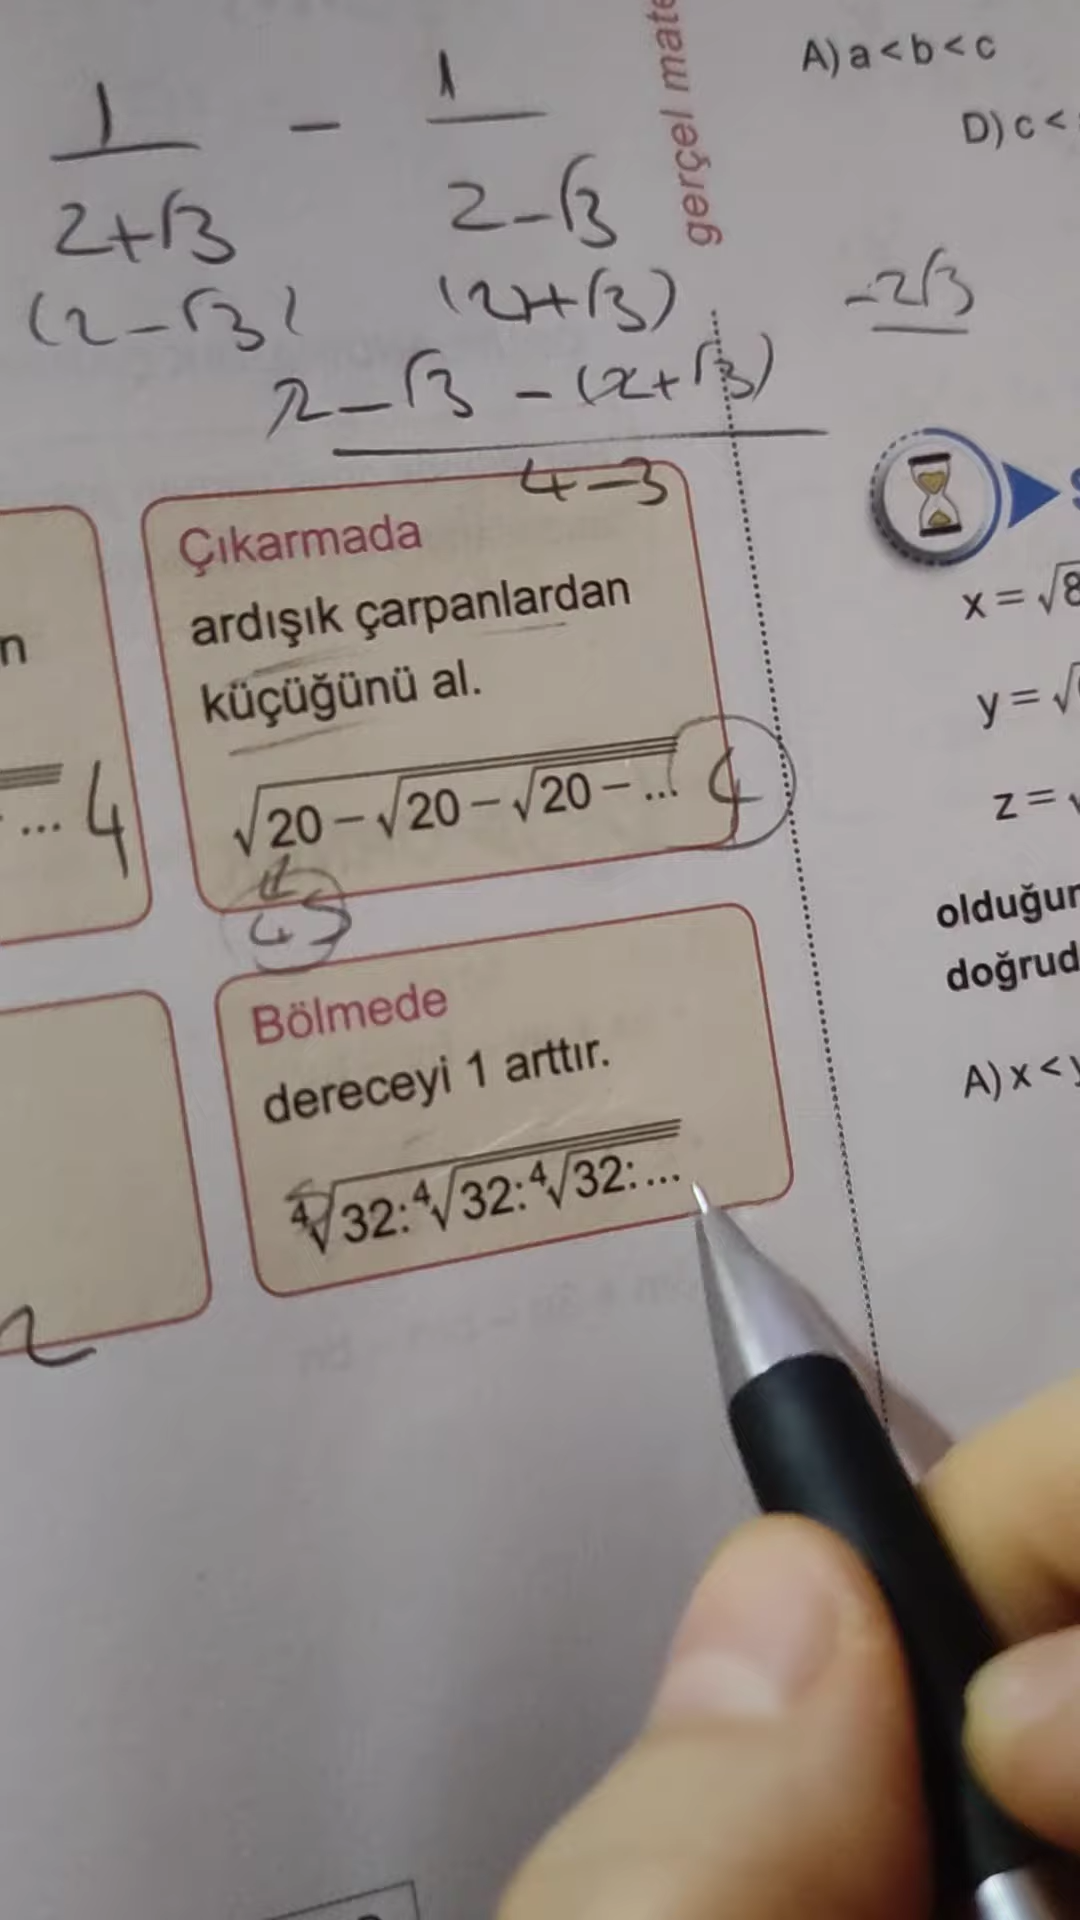 1 - 1
2+√3 2-√3
(2-√3) (2+√3)
2-√3 - (2+√3)
4-3
-2√3
gerçel
A) a < b < c
D) c <
Çıkarmada
ardışık çarpanlardan
küçüğünü al.
√20 - √20 - √20 - ... 4
4 5
n
... 4
Bölmede
dereceyi 1 arttır.
⁴√32:⁴√32:⁴√32:...
2
x = √8
y = √
z = √
doğrud
A) x < y